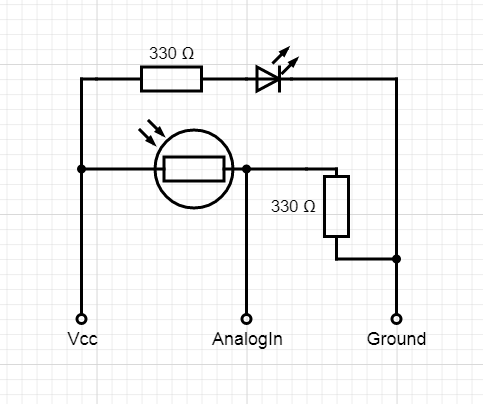 330 Ω
330 Ω
Vcc
AnalogIn
Ground